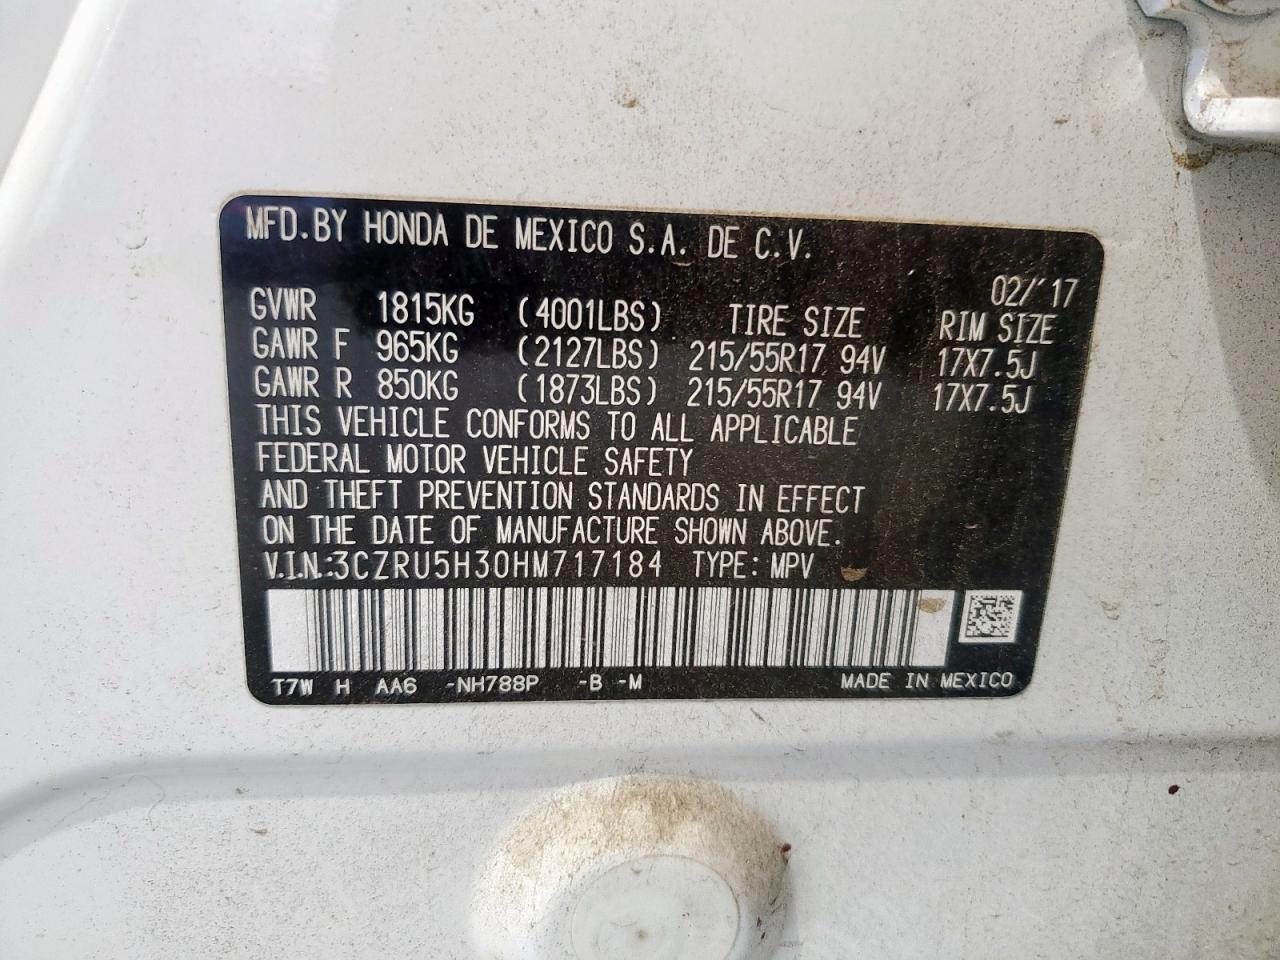 MFD.BY HONDA DE MEXICO S.A. DE C.V.
02/'17
GVWR 1815KG (4001LBS) TIRE SIZE RIM SIZE
GAWR F 965KG (2127LBS) 215/55R17 94V 17X7.5J
GAWR R 850KG (1873LBS) 215/55R17 94V 17X7.5J
THIS VEHICLE CONFORMS TO ALL APPLICABLE
FEDERAL MOTOR VEHICLE SAFETY
AND THEFT PREVENTION STANDARDS IN EFFECT
ON THE DATE OF MANUFACTURE SHOWN ABOVE.
V.I.N.:3CZRU5H30HM717184 TYPE: MPV
T7W H AA6 -NH788P -B -M MADE IN MEXICO